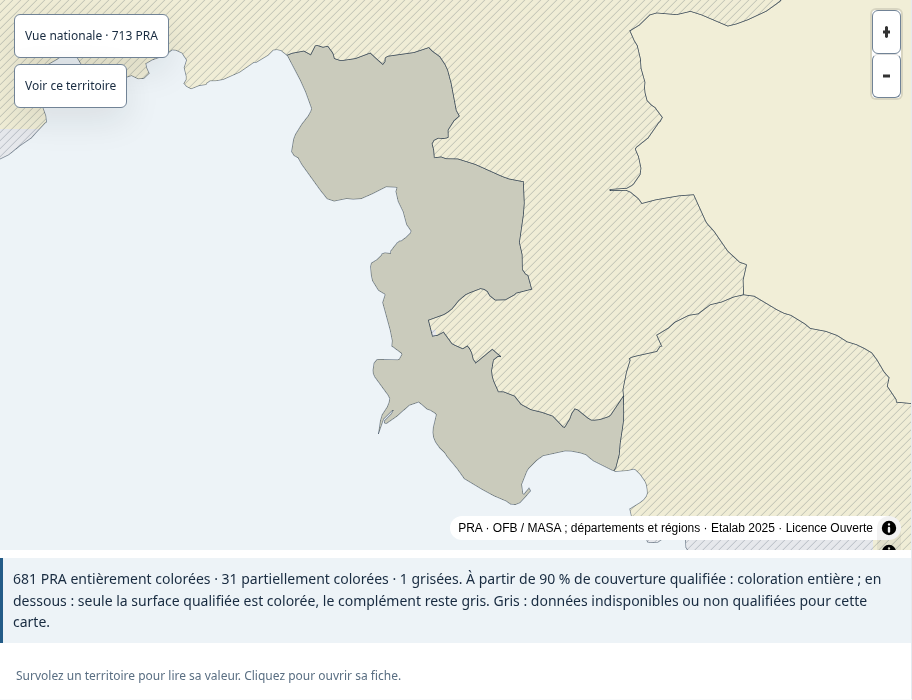 Vue nationale · 713 PRA
Voir ce territoire
+
-
PRA · OFB / MASA ; départements et régions · Etalab 2025 · Licence Ouverte
681 PRA entièrement colorées · 31 partiellement colorées · 1 grisées. À partir de 90 % de couverture qualifiée : coloration entière ; en
dessous : seule la surface qualifiée est colorée, le complément reste gris. Gris : données indisponibles ou non qualifiées pour cette
carte.
Survolez un territoire pour lire sa valeur. Cliquez pour ouvrir sa fiche.